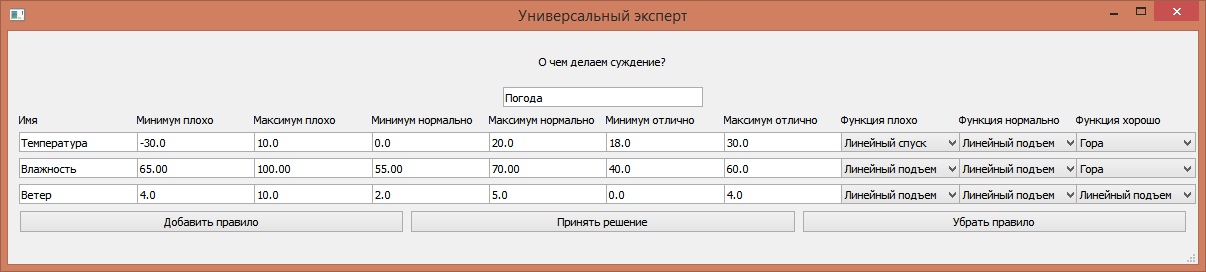 Универсальный эксперт
О чем делаем суждение?
Погода
Имя Минимум плохо Максимум плохо Минимум нормально Максимум нормально Минимум отлично Максимум отлично Функция плохо Функция нормально Функция хорошо
Температура -30.0 10.0 0.0 20.0 18.0 30.0 Линейный спуск Линейный подъем Гора
Влажность 65.00 100.00 55.00 70.00 40.0 60.0 Линейный подъем Линейный подъем Гора
Ветер 4.0 10.0 2.0 5.0 0.0 4.0 Линейный подъем Линейный подъем Линейный подъем
Добавить правило Принять решение Убрать правило